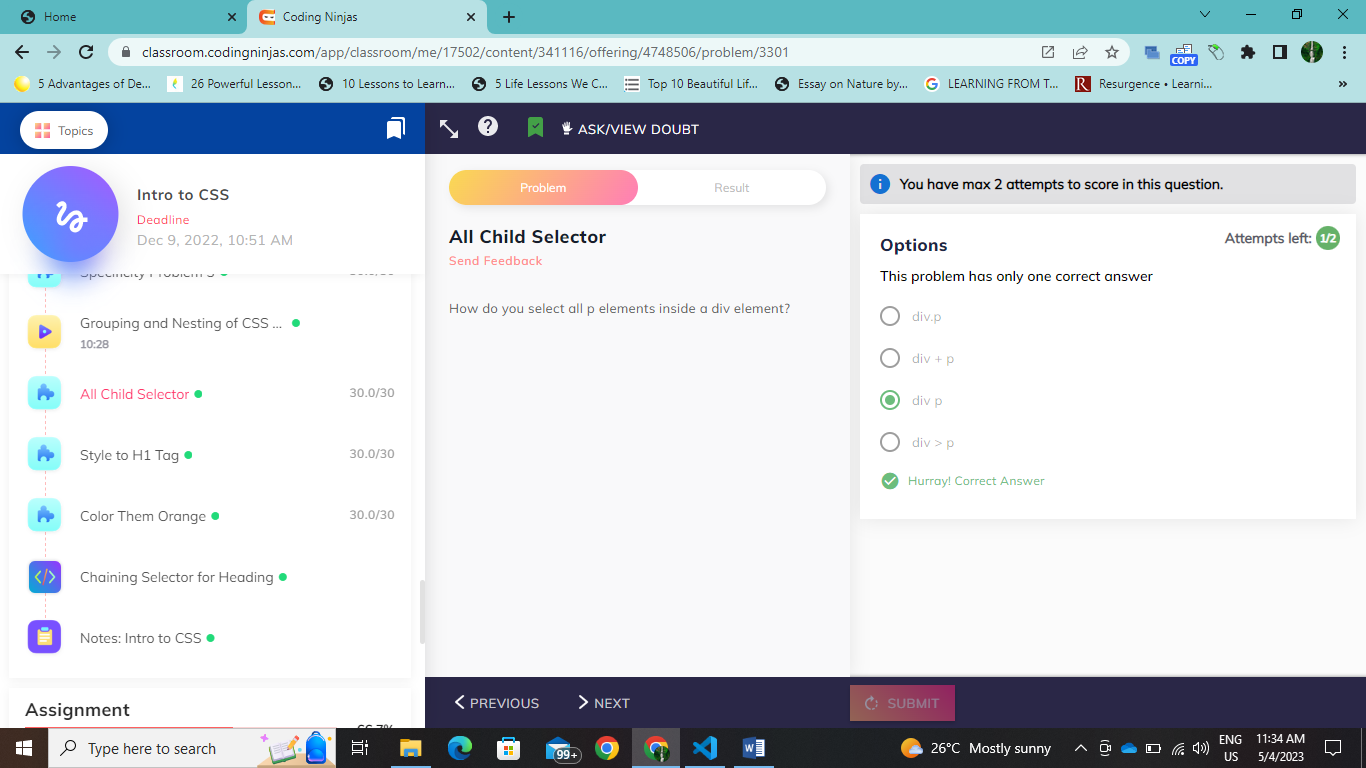 Home
Coding Ninjas
classroom.codingninjas.com/app/classroom/me/17502/content/341116/offering/4748506/problem/3301
COPY
5 Advantages of De...
26 Powerful Lesson...
10 Lessons to Learn...
5 Life Lessons We C...
Top 10 Beautiful Lif...
Essay on Nature by...
LEARNING FROM T...
Resurgence • Learni...
Topics
ASK/VIEW DOUBT
Intro to CSS
Deadline
Dec 9, 2022, 10:51 AM
Grouping and Nesting of CSS ...
10:28
All Child Selector
30.0/30
Style to H1 Tag
30.0/30
Color Them Orange
30.0/30
Chaining Selector for Heading
Notes: Intro to CSS
Assignment
Problem
Result
All Child Selector
Send Feedback
How do you select all p elements inside a div element?
You have max 2 attempts to score in this question.
Options
Attempts left: 1/2
This problem has only one correct answer
div.p
div + p
div p
div > p
Hurray! Correct Answer
PREVIOUS
NEXT
SUBMIT
Type here to search
99+
26°C Mostly sunny
ENG
US
11:34 AM
5/4/2023